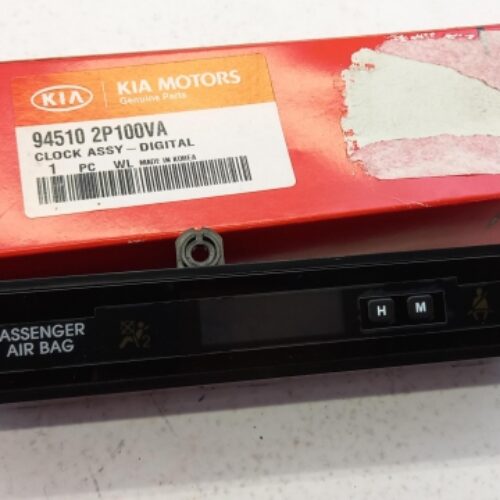 KIA
KIA MOTORS
Genuine Parts
94510 2P100VA
CLOCK ASSY – DIGITAL
1 PC WL MADE IN KOREA
H M
ASSENGER
AIR BAG
2